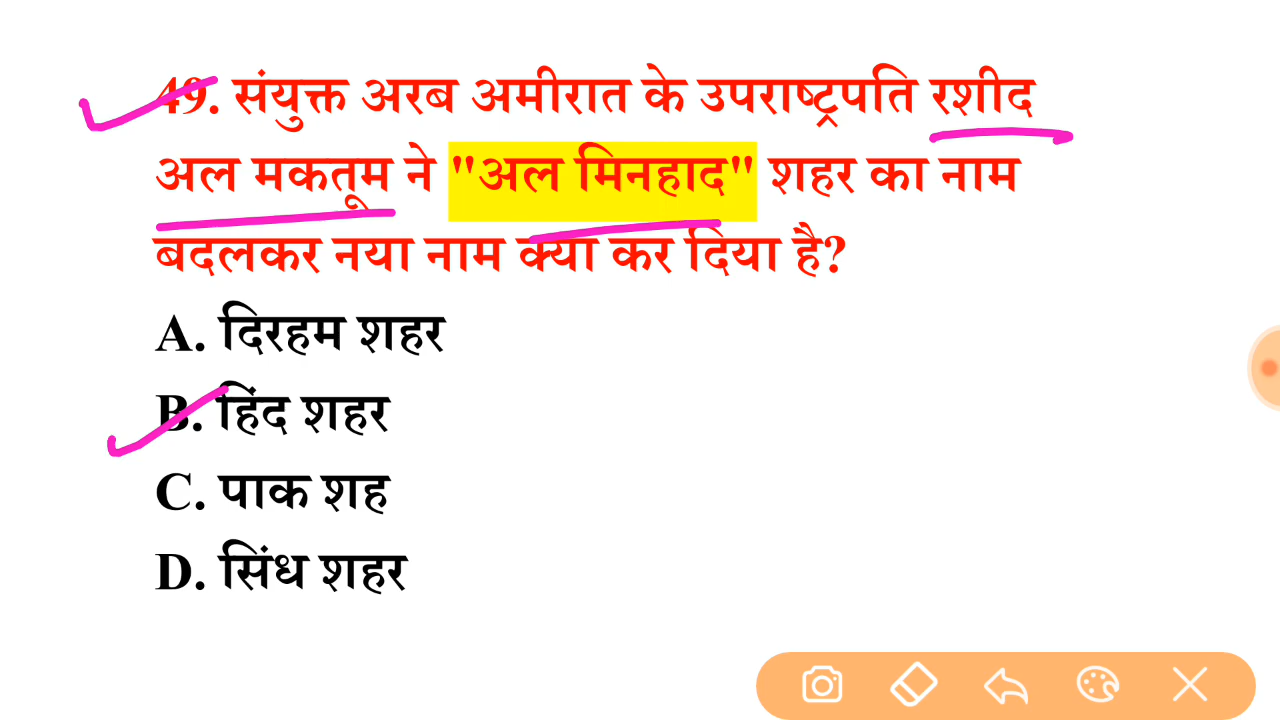 49. संयुक्त अरब अमीरात के उपराष्ट्रपति रशीद
अल मकतूम ने "अल मिनहाद" शहर का नाम
बदलकर नया नाम क्या कर दिया है?
A. दिरहम शहर
B. हिंद शहर
C. पाक शह
D. सिंध शहर